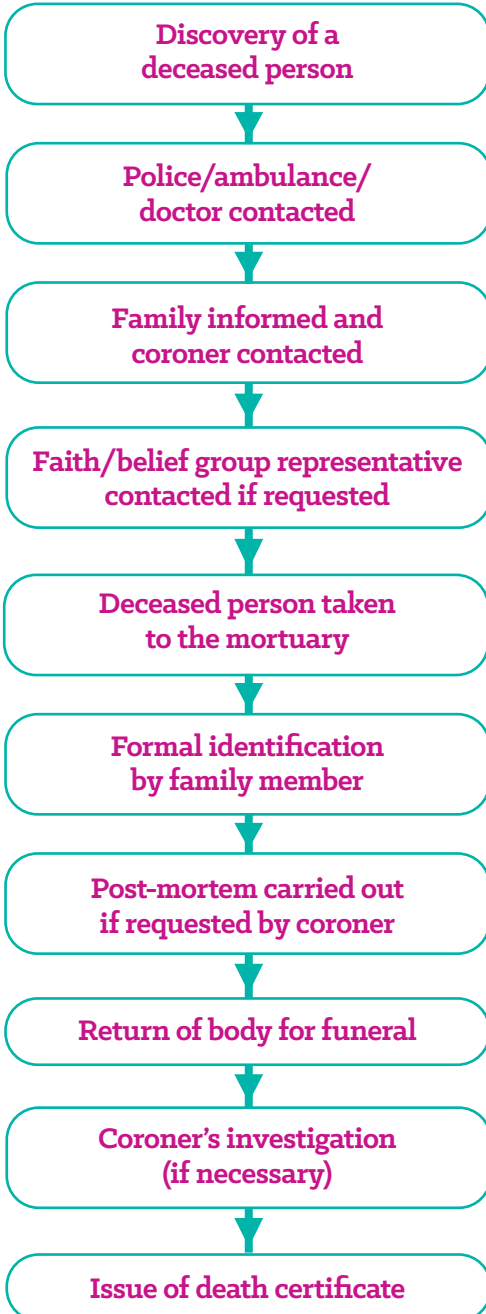 Discovery of a
deceased person
Police/ambulance/
doctor contacted
Family informed and
coroner contacted
Faith/belief group representative
contacted if requested
Deceased person taken
to the mortuary
Formal identification
by family member
Post-mortem carried out
if requested by coroner
Return of body for funeral
Coroner’s investigation
(if necessary)
Issue of death certificate